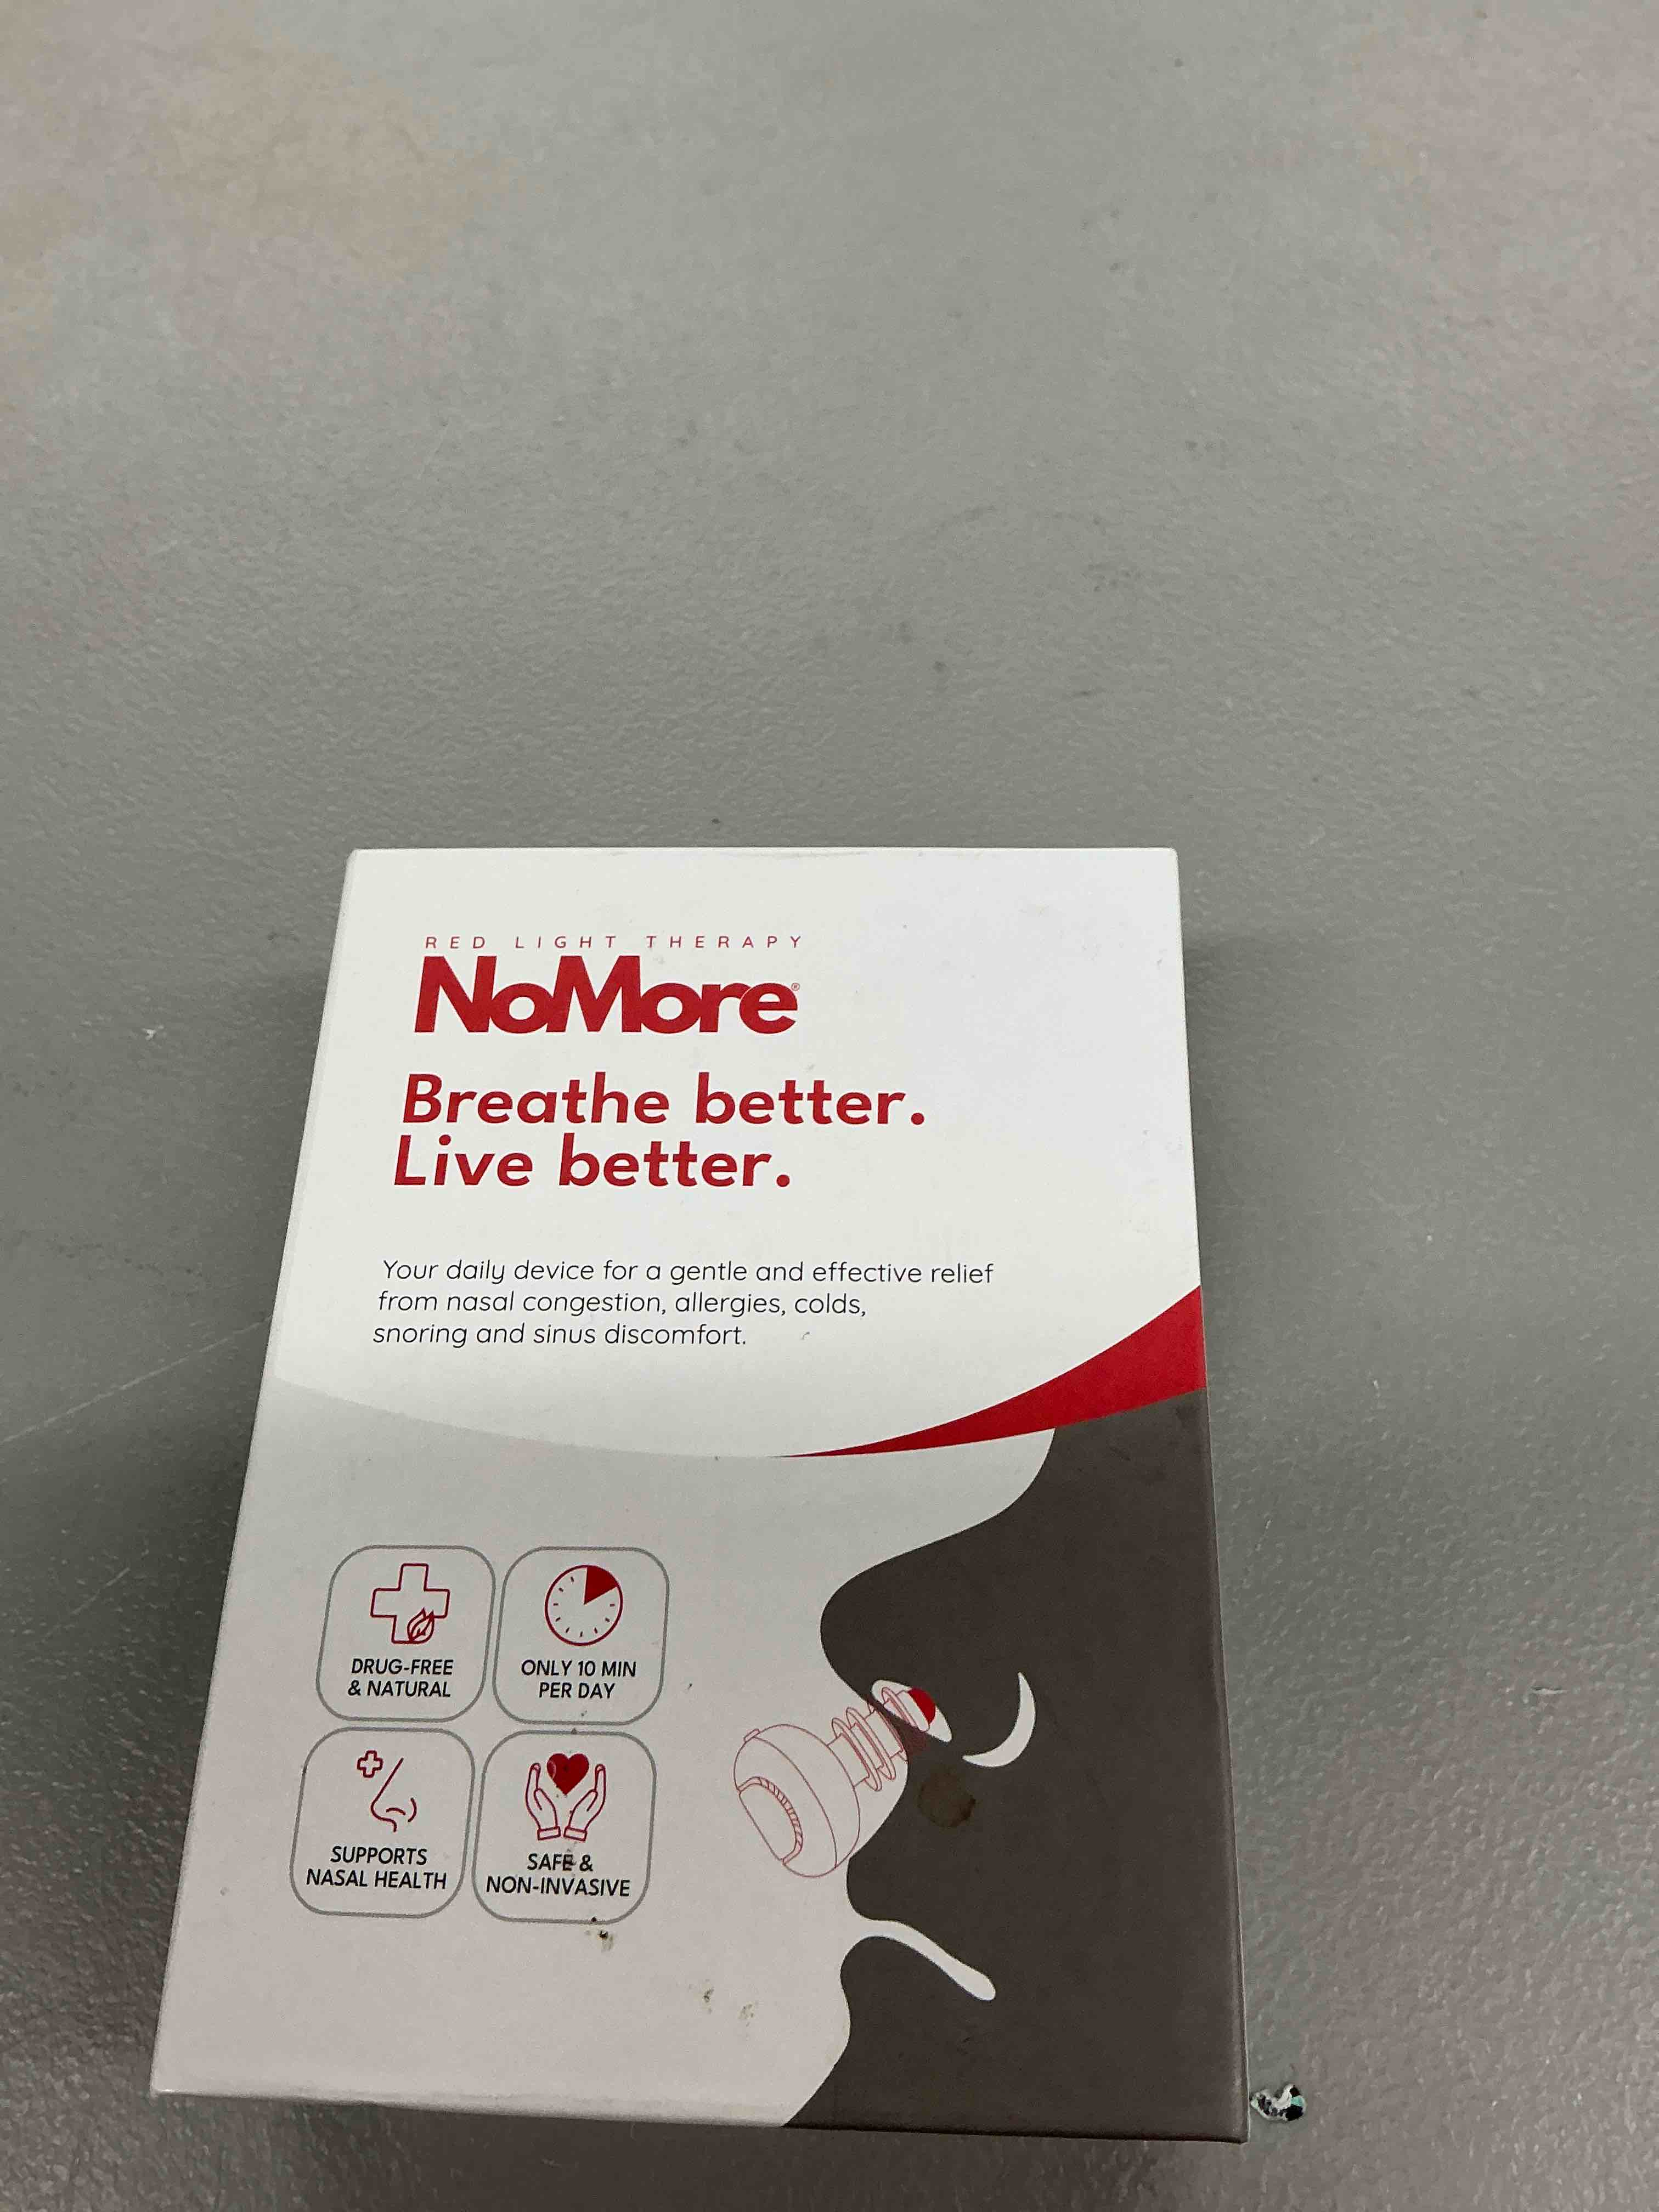 RED LIGHT THERAPY
NoMore®
Breathe better.
Live better.
Your daily device for a gentle and effective relief
from nasal congestion, allergies, colds,
snoring and sinus discomfort.
DRUG-FREE
& NATURAL
ONLY 10 MIN
PER DAY
SUPPORTS
NASAL HEALTH
SAFE &
NON-INVASIVE